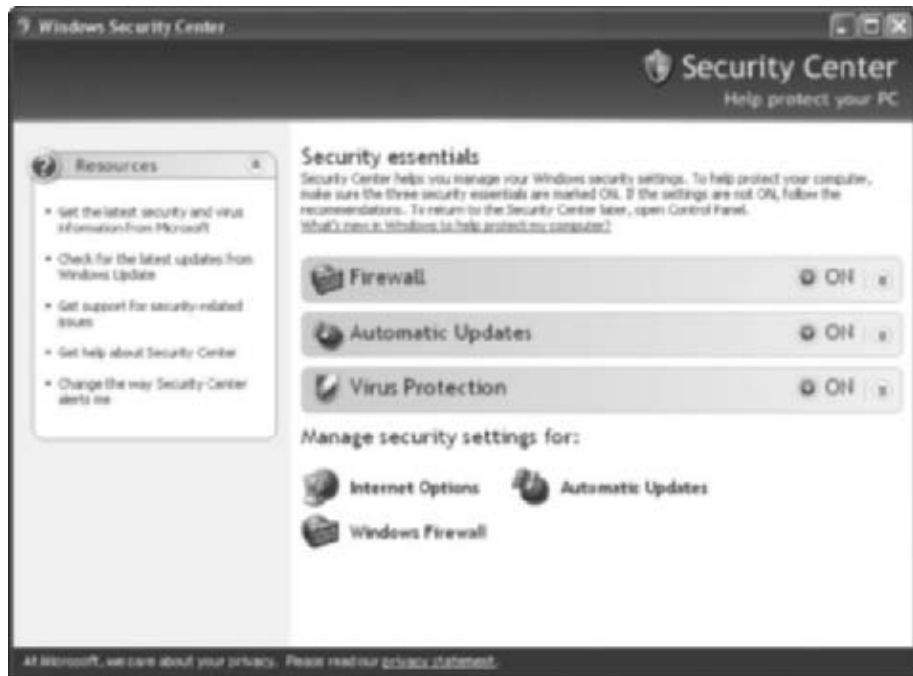 Windows Security Center
Security Center
Help protect your PC
Resources
Get the latest security and virus
information from Microsoft
Check for the latest updates from
Windows Update
Get support for security-related
issues
Get help about Security Center
Change the way Security Center
alerts me
Security essentials
Security Center helps you manage your Windows security settings. To help protect your computer,
make sure the three security essentials are marked ON. If the settings are not ON, follow the
recommendations. To return to the Security Center later, open Control Panel.
What's new in Windows to help protect my computer?
Firewall ON
Automatic Updates ON
Virus Protection ON
Manage security settings for:
Internet Options Automatic Updates
Windows Firewall
At Microsoft, we care about your privacy. Please read our privacy statement.